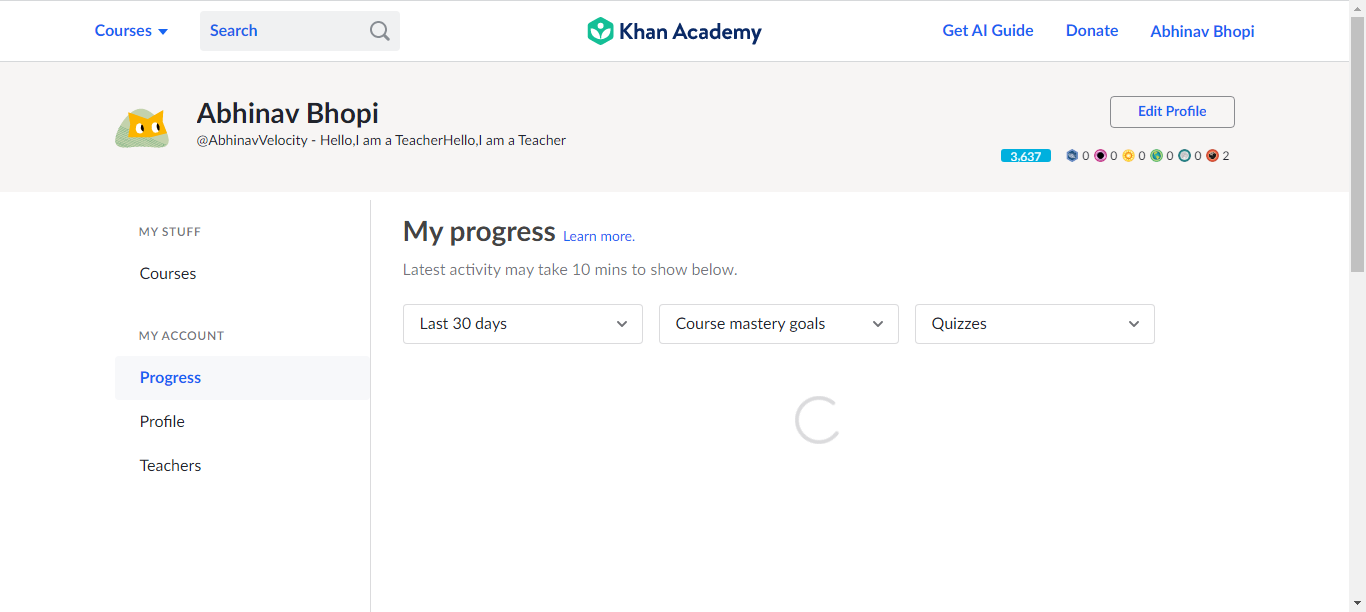 Courses Search Khan Academy Get AI Guide Donate Abhinav Bhopi
Abhinav Bhopi
@AbhinavVelocity - Hello,I am a TeacherHello,I am a Teacher
Edit Profile
3,637 0 0 0 0 0 2
MY STUFF
Courses
MY ACCOUNT
Progress
Profile
Teachers
My progress Learn more.
Latest activity may take 10 mins to show below.
Last 30 days Course mastery goals Quizzes